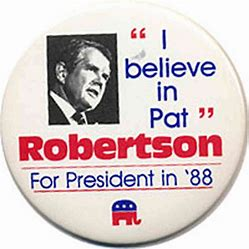 “ I
believe
in
Pat ”
Robertson
For President in '88